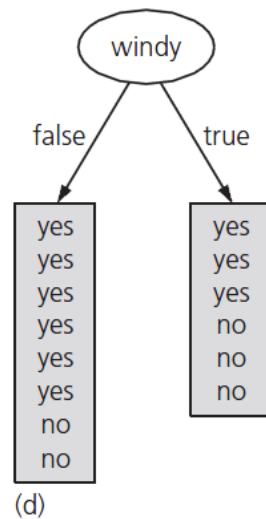 windy
false
true
yes
yes
yes
yes
yes
yes
no
no
yes
yes
yes
no
no
no
(d)